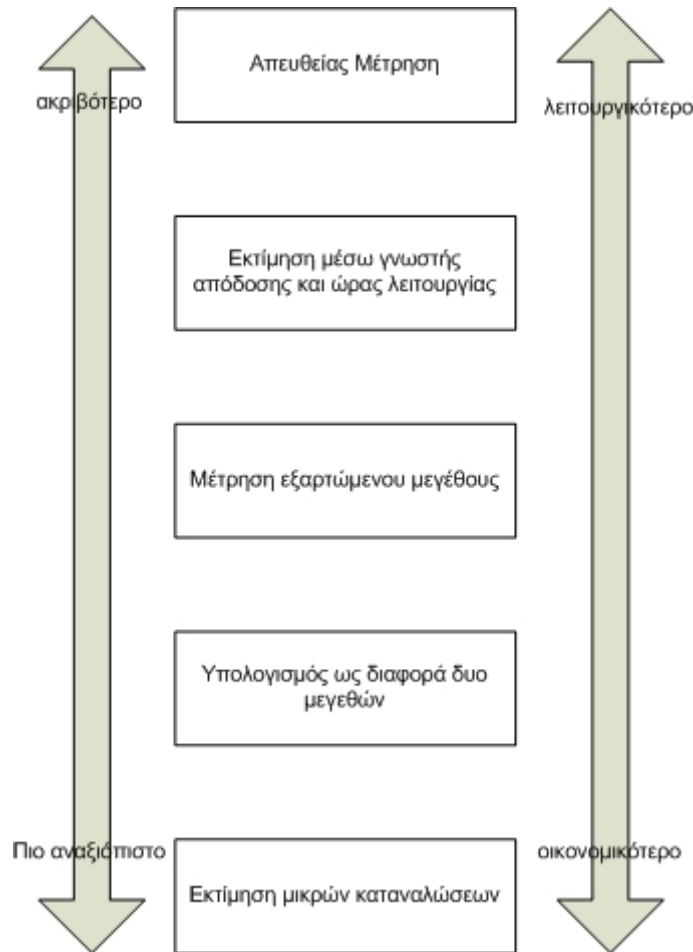 Απευθείας Μέτρηση
ακριβότερο
λειτουργικότερο
Εκτίμηση μέσω γνωστής
απόδοσης και ώρας λειτουργίας
Μέτρηση εξαρτώμενου μεγέθους
Υπολογισμός ως διαφορά δυο
μεγεθών
Πιο αναξιόπιστο
οικονομικότερο
Εκτίμηση μικρών καταναλώσεων